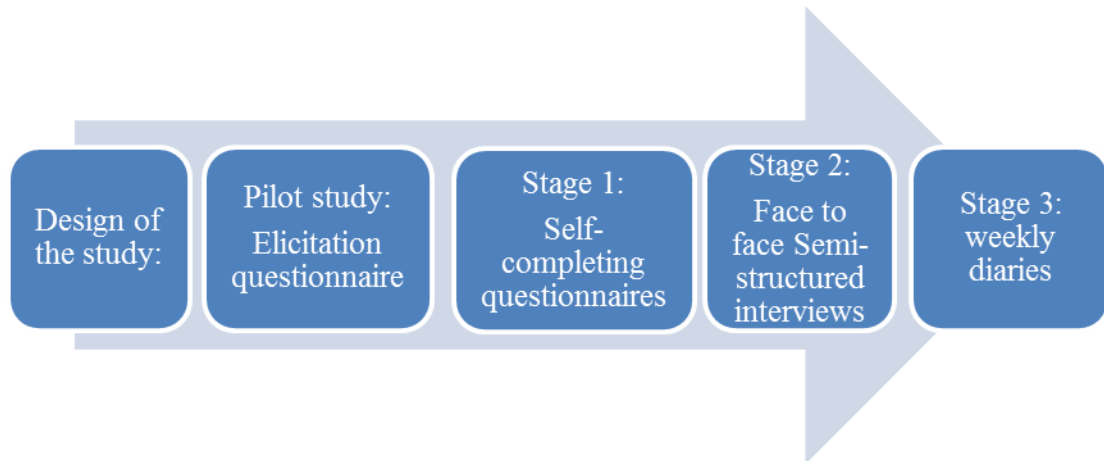 Design of
the study:
Pilot study:
Elicitation
questionnaire
Stage 1:
Self-
completing
questionnaires
Stage 2:
Face to
face Semi-
structured
interviews
Stage 3:
weekly
diaries